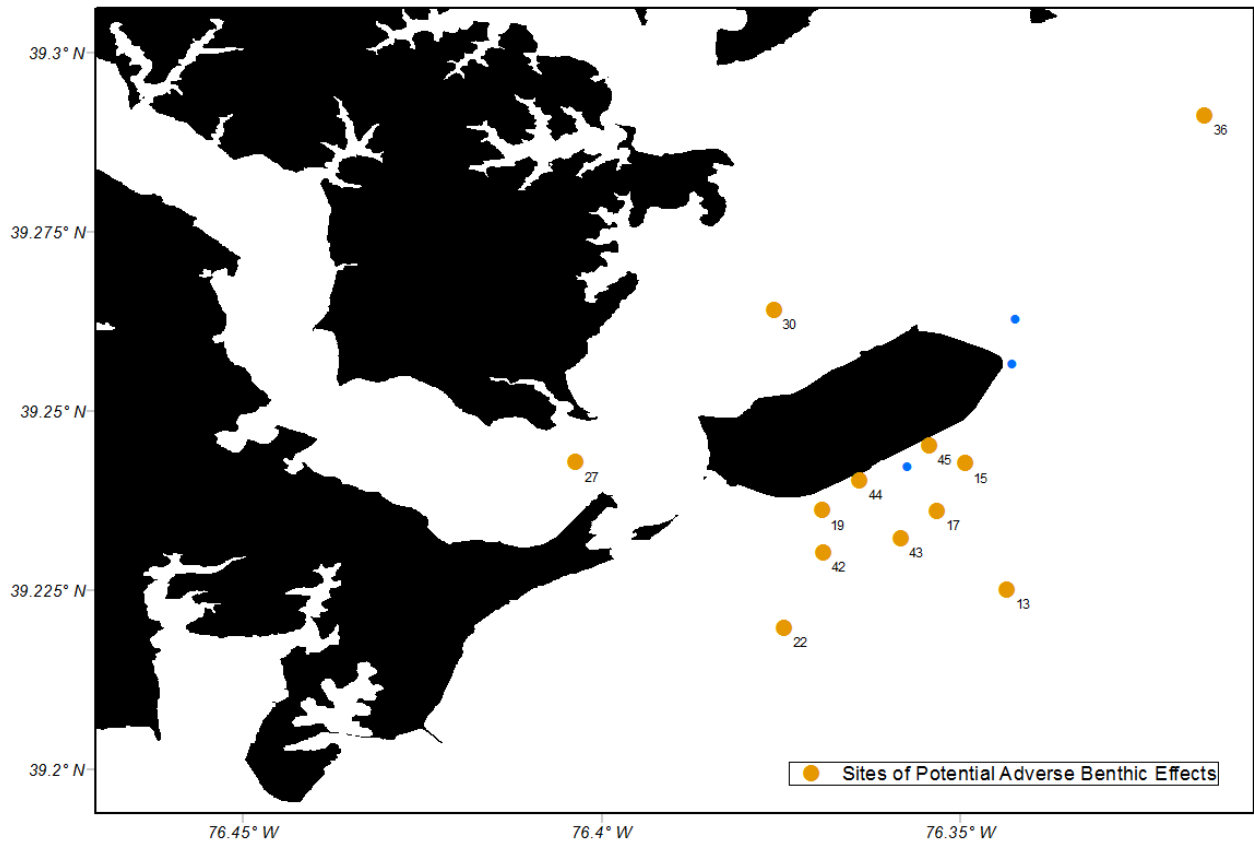 39.3° N
36
39.275° N
30
39.25° N
45
15
27
44
19
17
43
42
39.225° N
13
22
39.2° N
Sites of Potential Adverse Benthic Effects
76.45° W
76.4° W
76.35° W